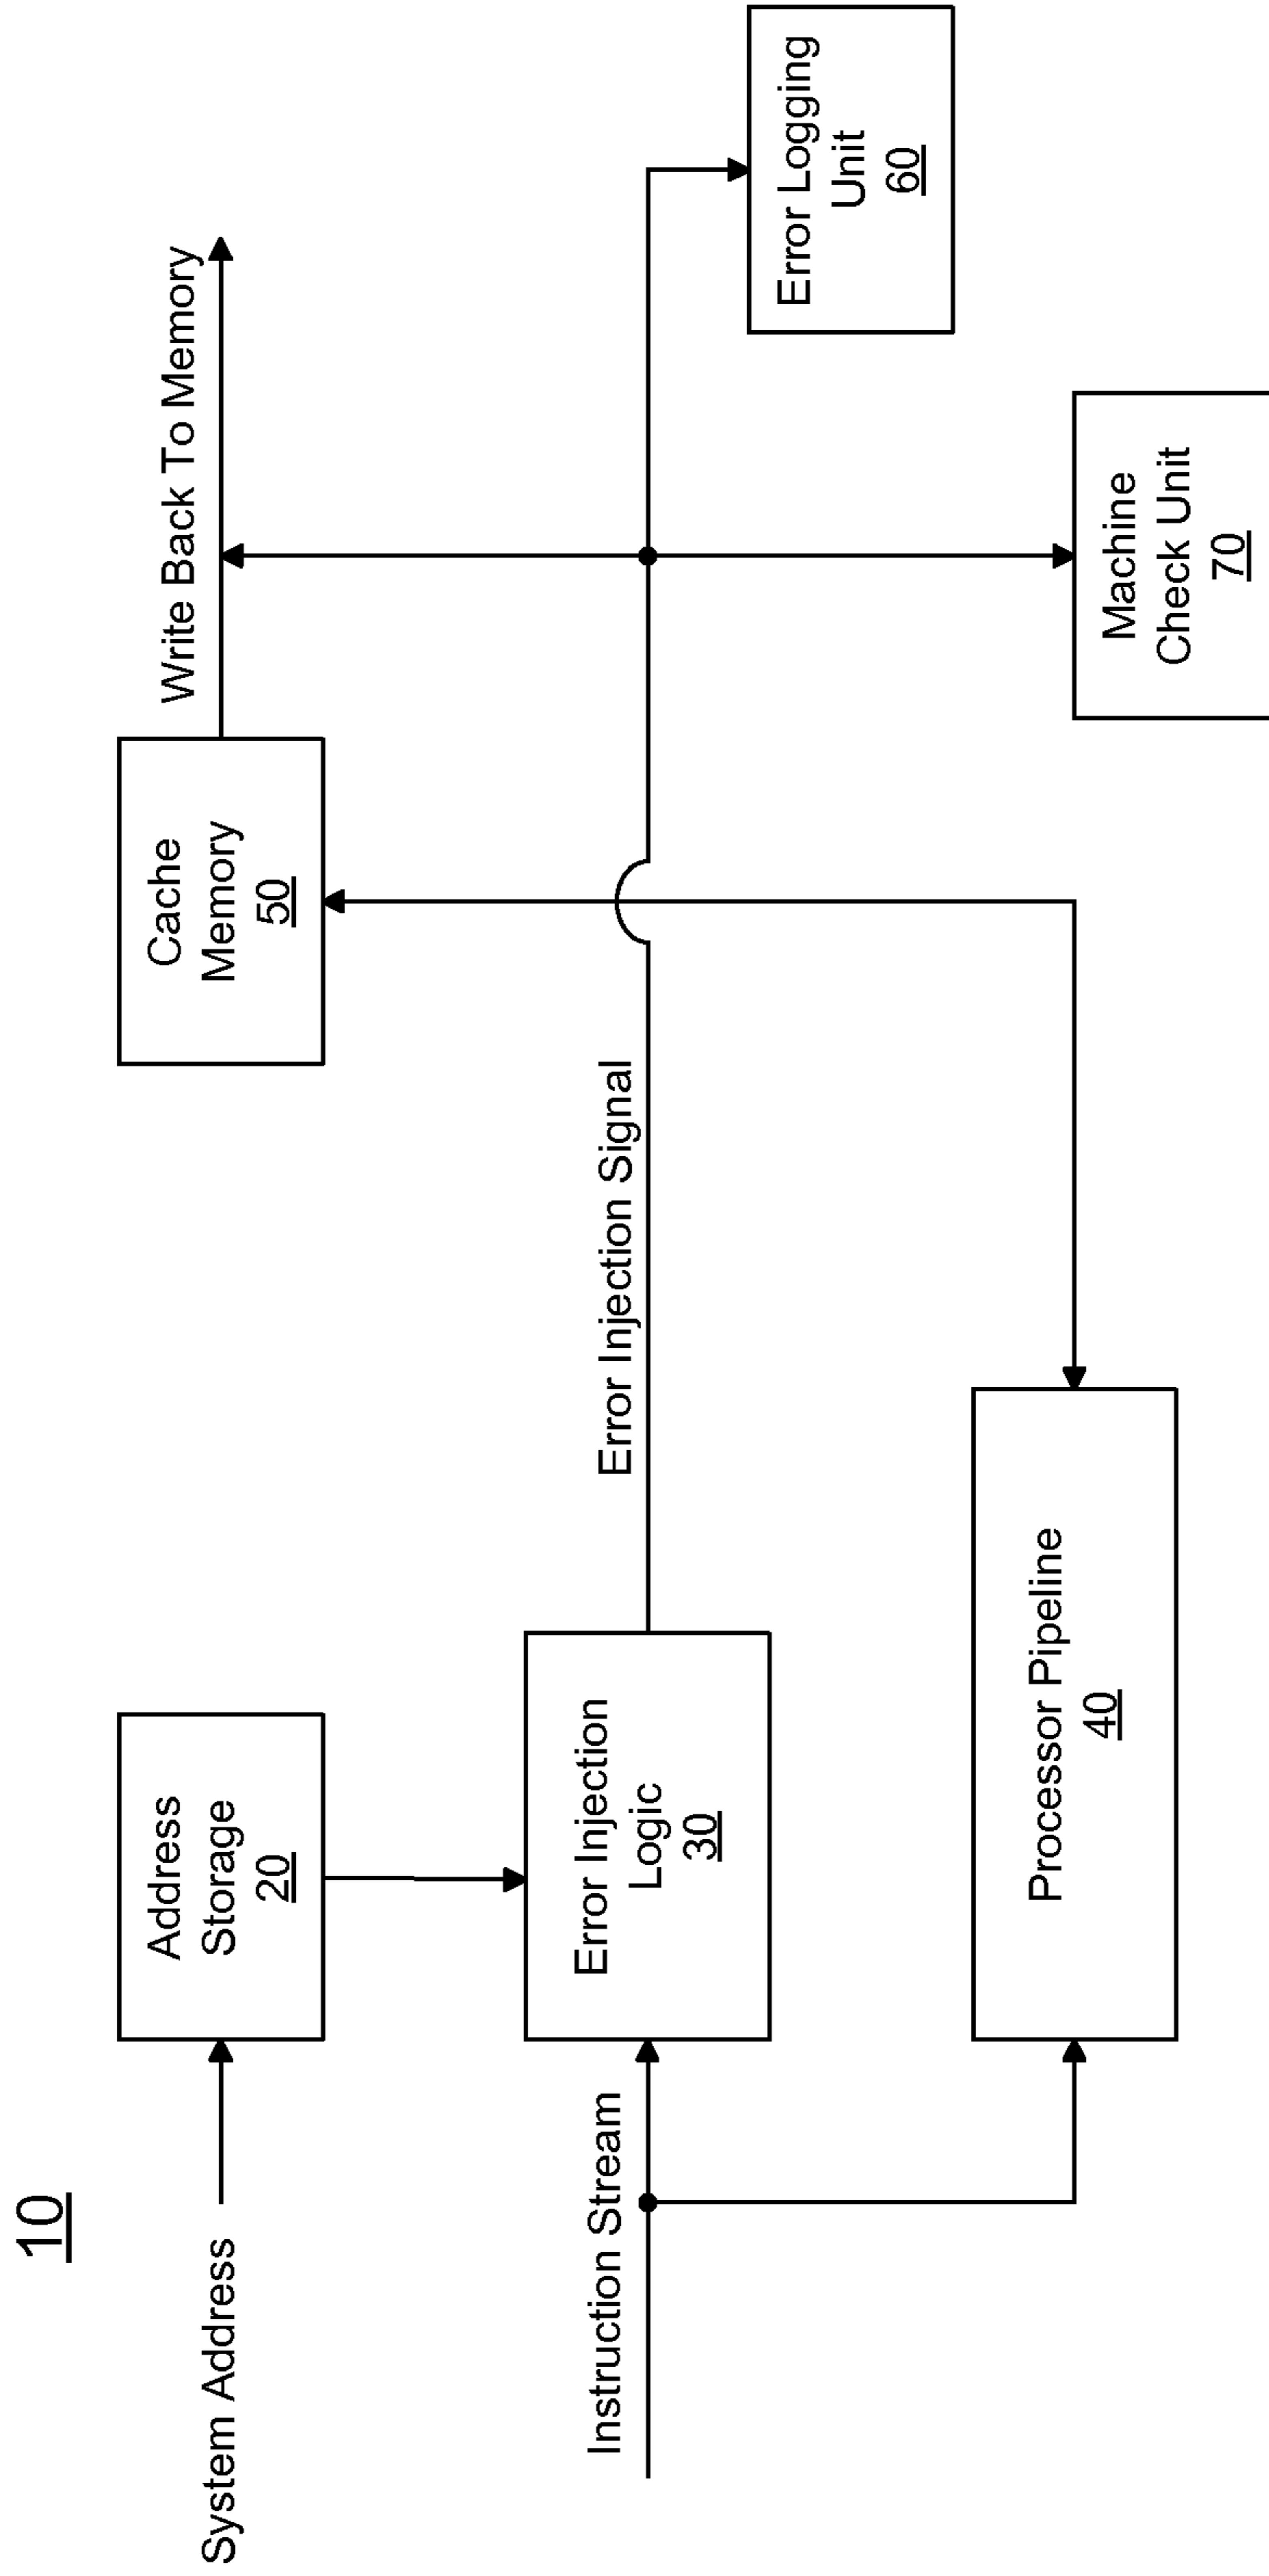 10
System Address
Address
Storage
20
Cache
Memory
50
Write Back To Memory
Instruction Stream
Error Injection
Logic
30
Error Injection Signal
Error Logging
Unit
60
Processor Pipeline
40
Machine
Check Unit
70